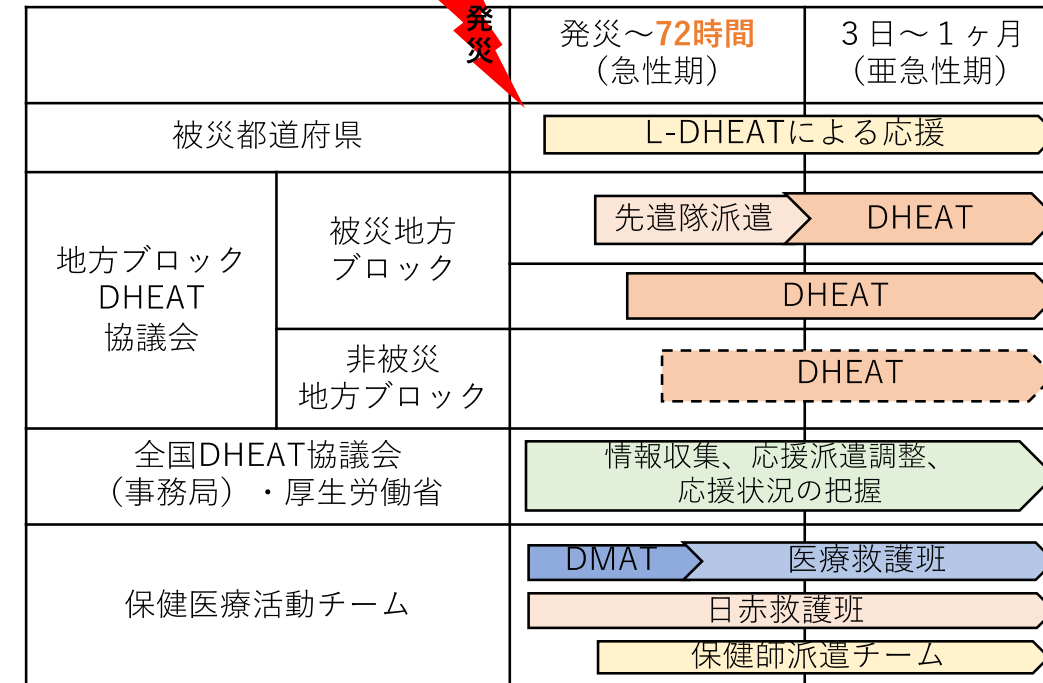 発
災
発災～72時間
（急性期）
３日～１ヶ月
（亜急性期）
被災都道府県
L-DHEATによる応援
地方ブロック
DHEAT
協議会
被災地方
ブロック
先遣隊派遣
DHEAT
DHEAT
非被災
地方ブロック
DHEAT
全国DHEAT協議会
（事務局）・厚生労働省
情報収集、応援派遣調整、
応援状況の把握
保健医療活動チーム
DMAT
医療救護班
日赤救護班
保健師派遣チーム